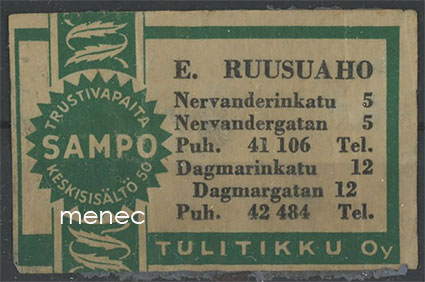 TRUSTIVAPAITA
SAMPO
KESKISISÄLTÖ 50
menec
E. RUUSUAHO
Nervanderinkatu 5
Nervandergatan 5
Puh. 41 106 Tel.
Dagmarinkatu 12
Dagmargatan 12
Puh. 42 484 Tel.
TULITIKKU Oy